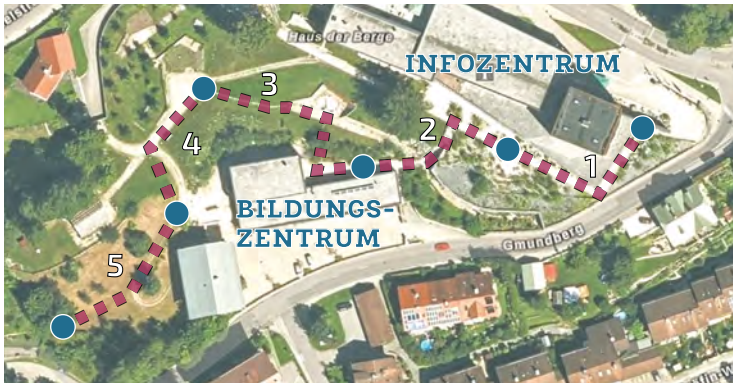 Haus der Berge
INFOZENTRUM
3
2
4
1
BILDUNGS-
ZENTRUM
Gmundberg
5